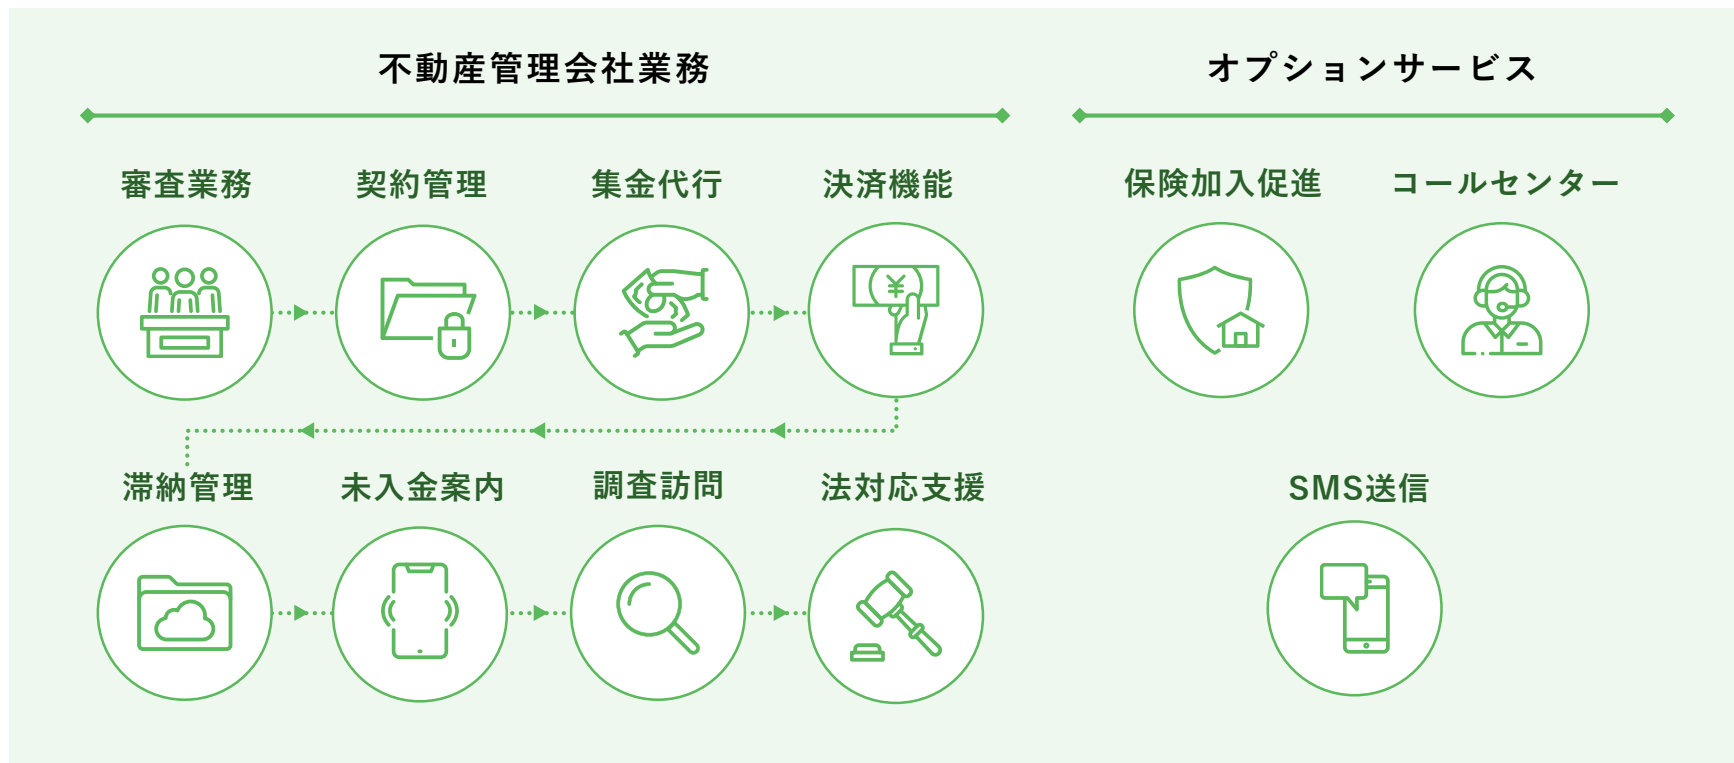 不動産管理会社業務
審査業務
契約管理
集金代行
決済機能
¥
滞納管理
未入金案内
調査訪問
法対応支援
オプションサービス
保険加入促進
コールセンター
SMS送信